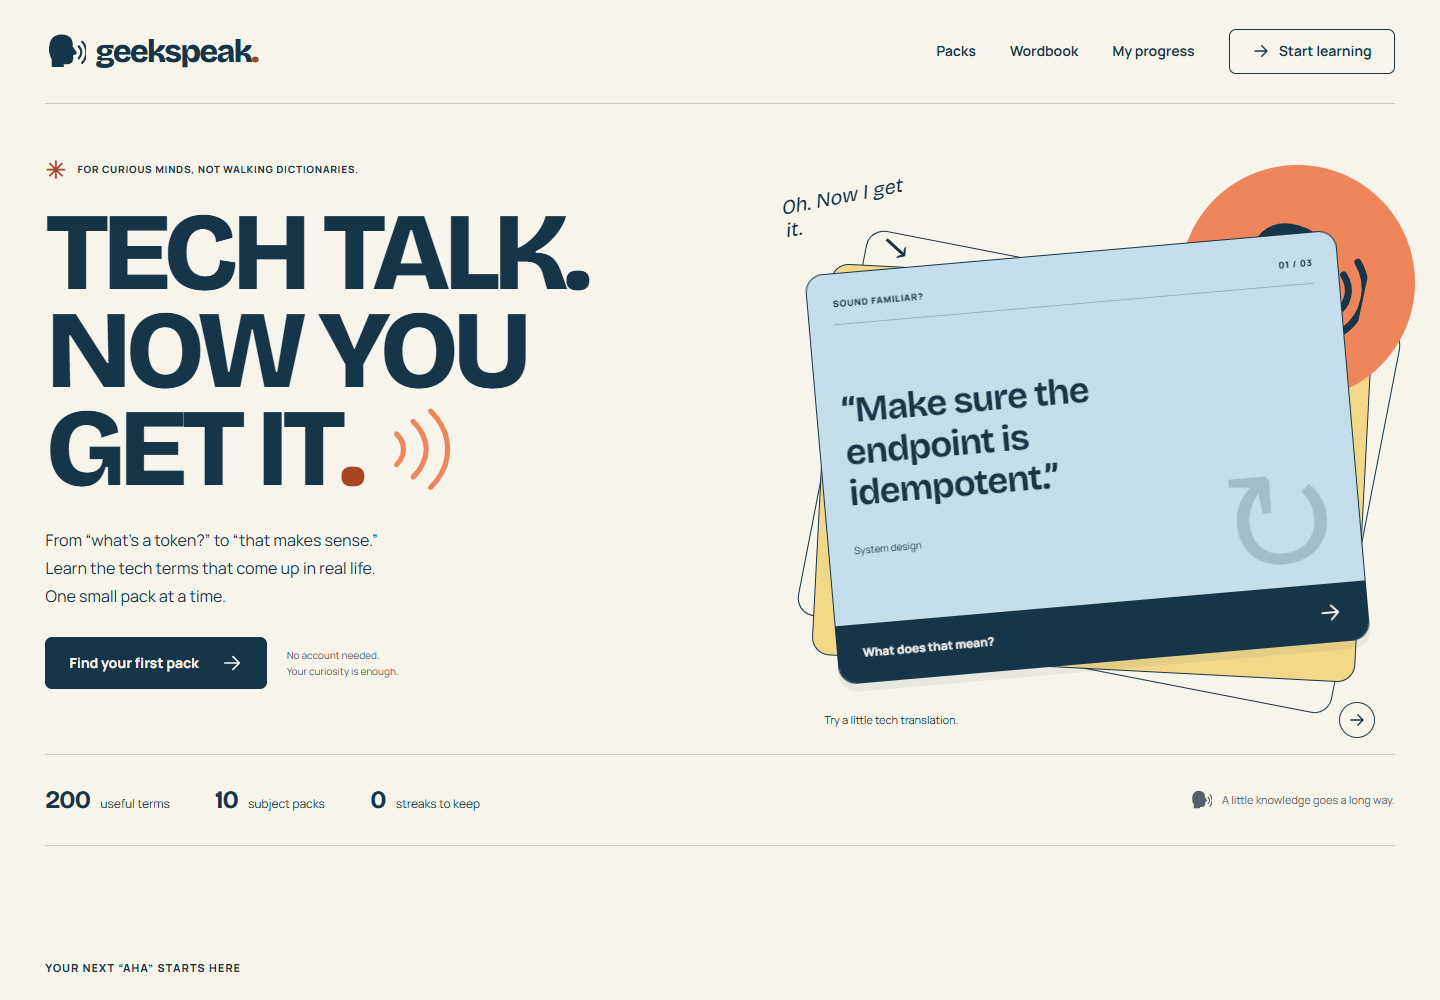 geekspeak.
Packs
Wordbook
My progress
Start learning
FOR CURIOUS MINDS, NOT WALKING DICTIONARIES.
TECH TALK.
NOW YOU
GET IT.
From “what’s a token?” to “that makes sense.”
Learn the tech terms that come up in real life.
One small pack at a time.
Find your first pack
No account needed.
Your curiosity is enough.
Oh. Now I get
it.
SOUND FAMILIAR?
01 / 03
“Make sure the
endpoint is
idempotent.”
System design
What does that mean?
Try a little tech translation.
200 useful terms
10 subject packs
0 streaks to keep
A little knowledge goes a long way.
YOUR NEXT “AHA” STARTS HERE